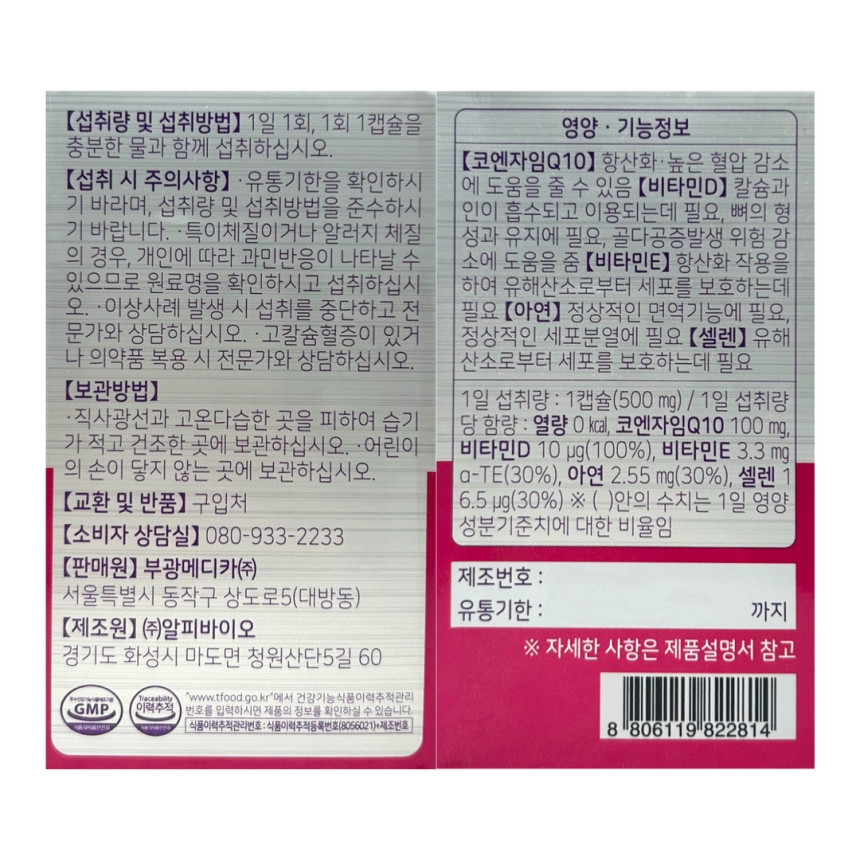 【섭취량 및 섭취방법】 1일 1회, 1회 1캡슐을
충분한 물과 함께 섭취하십시오.
【섭취 시 주의사항】 ·유통기한을 확인하시
기 바라며, 섭취량 및 섭취방법을 준수하시
기 바랍니다. ·특이체질이거나 알러지 체질
의 경우, 개인에 따라 과민반응이 나타날 수
있으므로 원료명을 확인하시고 섭취하십시
오. ·이상사례 발생 시 섭취를 중단하고 전
문가와 상담하십시오. ·고칼슘혈증이 있거
나 의약품 복용 시 전문가와 상담하십시오.
【보관방법】
·직사광선과 고온다습한 곳을 피하여 습기
가 적고 건조한 곳에 보관하십시오. ·어린이
의 손이 닿지 않는 곳에 보관하십시오.
【교환 및 반품】 구입처
【소비자 상담실】 080-933-2233
【판매원】 부광메디카㈜
서울특별시 동작구 상도로5(대방동)
【제조원】 ㈜알피바이오
경기도 화성시 마도면 청원산단5길 60
우수건강기능식품제조기준
GMP
식품의약품안전처
Traceability
이력추적
식품의약품안전처
"www.tfood.go.kr"에서 건강기능식품이력추적관리
번호를 입력하시면 제품의 정보를 확인하실 수 있습니다.
식품이력추적관리번호 : 식품이력추적등록번호(8056021)+제조번호
영양 · 기능정보
【코엔자임Q10】 항산화·높은 혈압 감소
에 도움을 줄 수 있음 【비타민D】 칼슘과
인이 흡수되고 이용되는데 필요, 뼈의 형
성과 유지에 필요, 골다공증발생 위험 감
소에 도움을 줌 【비타민E】 항산화 작용을
하여 유해산소로부터 세포를 보호하는데
필요 【아연】 정상적인 면역기능에 필요,
정상적인 세포분열에 필요 【셀렌】 유해
산소로부터 세포를 보호하는데 필요
1일 섭취량 : 1캡슐(500 mg) / 1일 섭취량
당 함량 : 열량 0 kcal, 코엔자임Q10 100 mg,
비타민D 10 µg(100%), 비타민E 3.3 mg
α-TE(30%), 아연 2.55 mg(30%), 셀렌 1
6.5 µg(30%) ※ ( )안의 수치는 1일 영양
성분기준치에 대한 비율임
제조번호 :
유통기한 : 까지
※ 자세한 사항은 제품설명서 참고
8 806119 822814